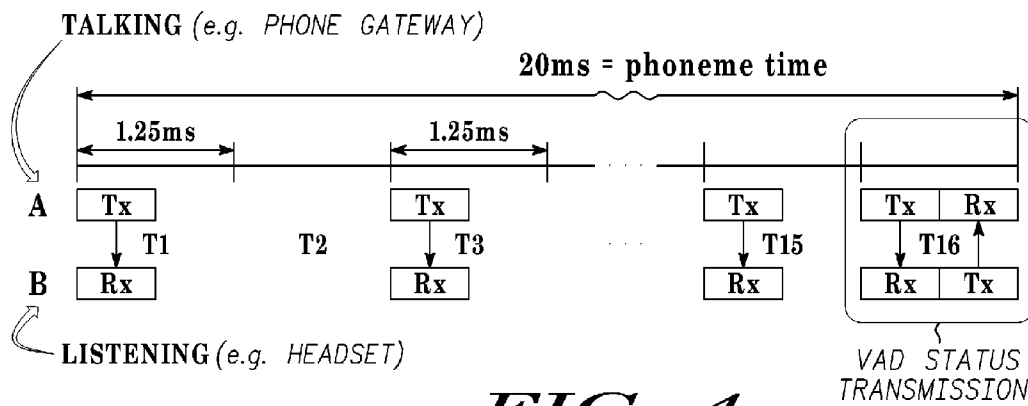 TALKING (e.g. PHONE GATEWAY)
20ms = phoneme time
1.25ms 1.25ms
. . . .
A Tx Tx Tx Tx Rx
T1 T2 T3 . . . T15 T16
B Rx Rx Rx Rx Tx
LISTENING (e.g. HEADSET)
VAD STATUS
TRANSMISSION